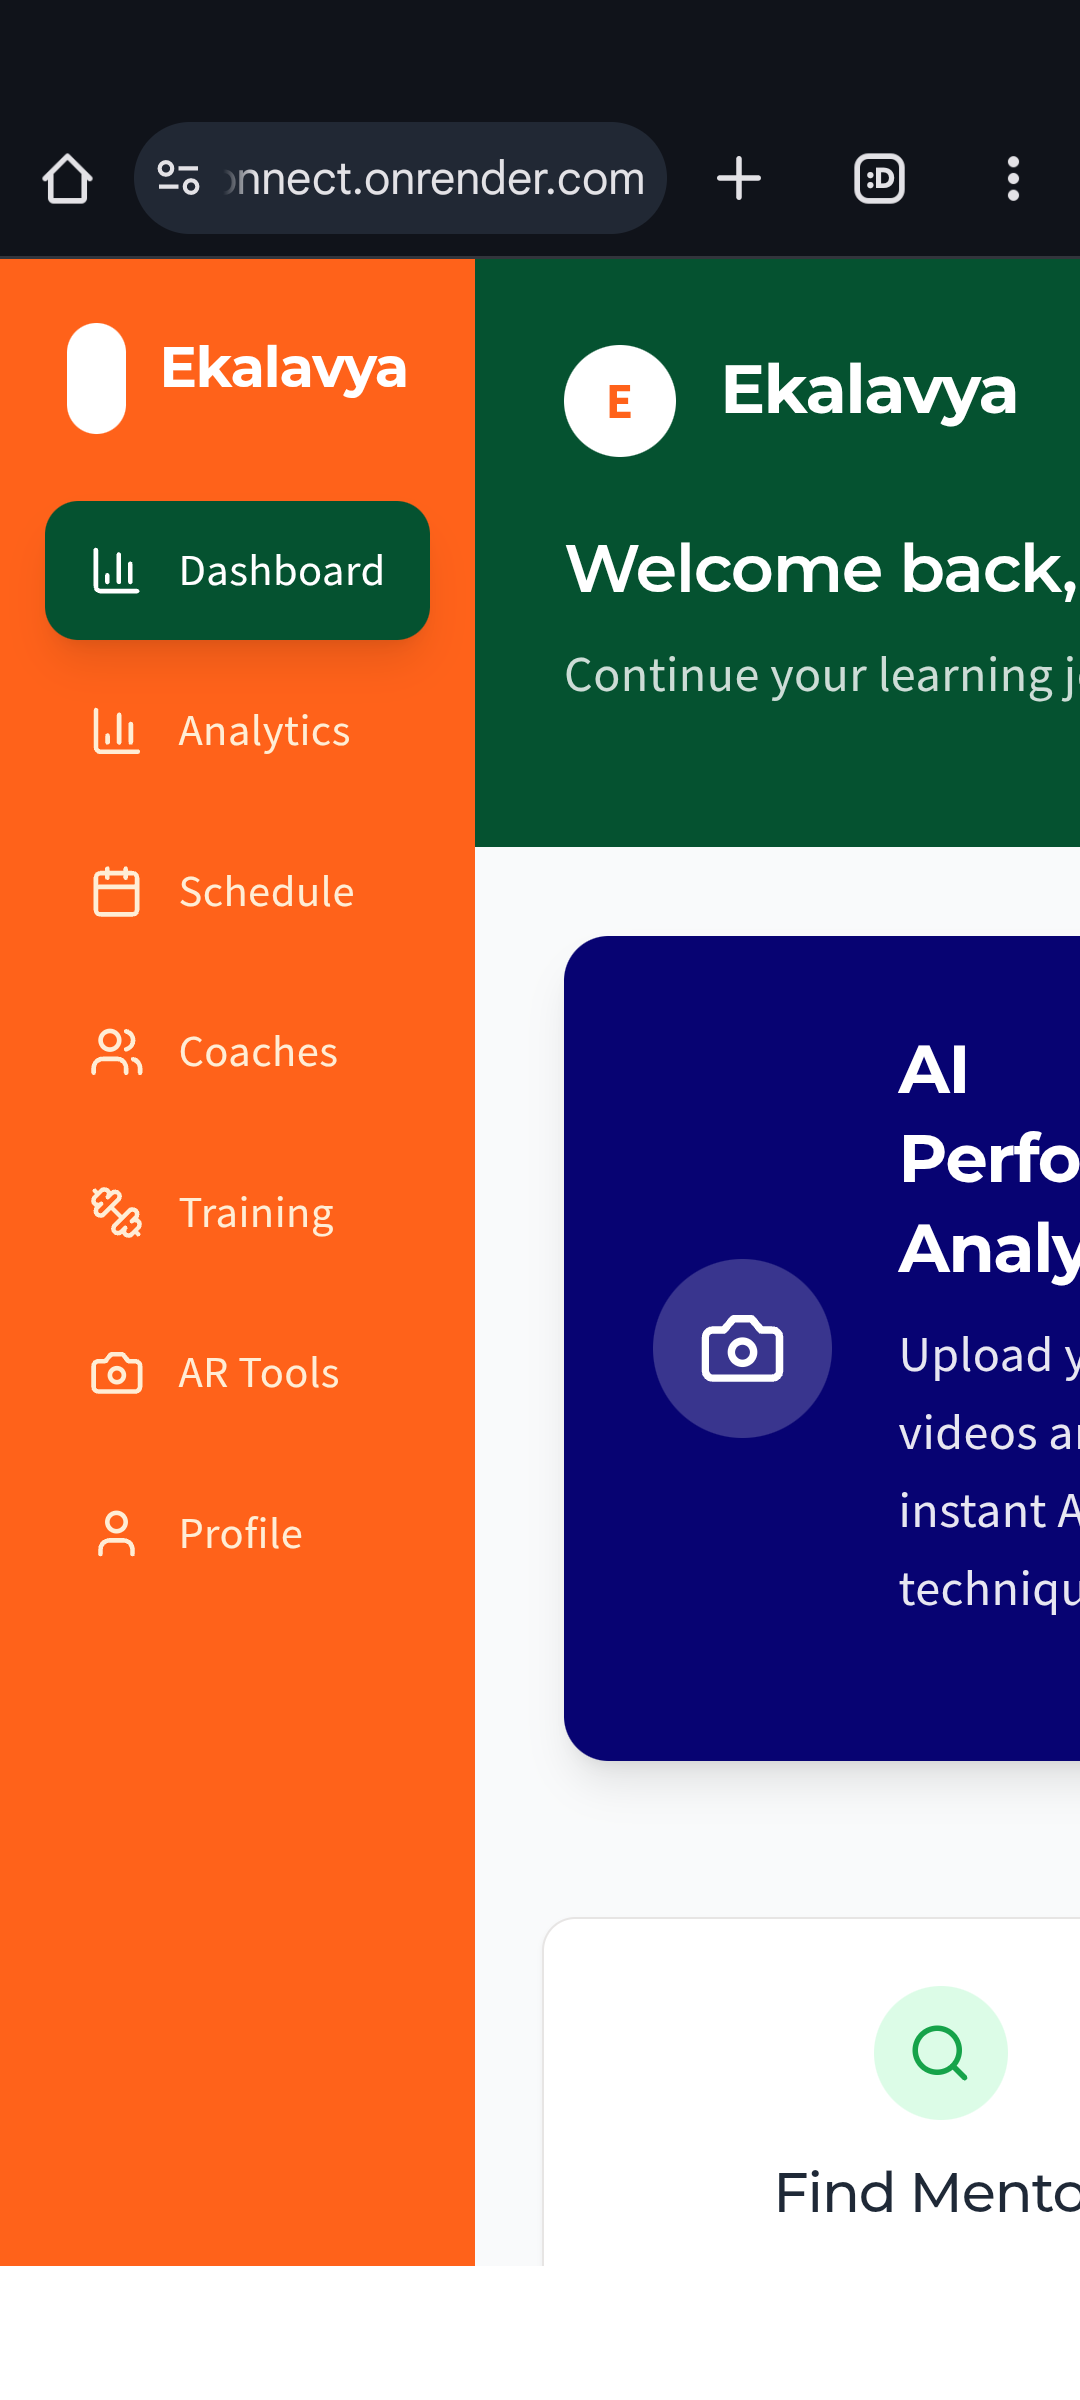 onnect.onrender.com
:D
Ekalavya
Dashboard
Analytics
Schedule
Coaches
Training
AR Tools
Profile
E
Ekalavya
Welcome back,
Continue your learning
AI
Perfo
Analy
Upload
videos
instant
techniqu
Find Mento